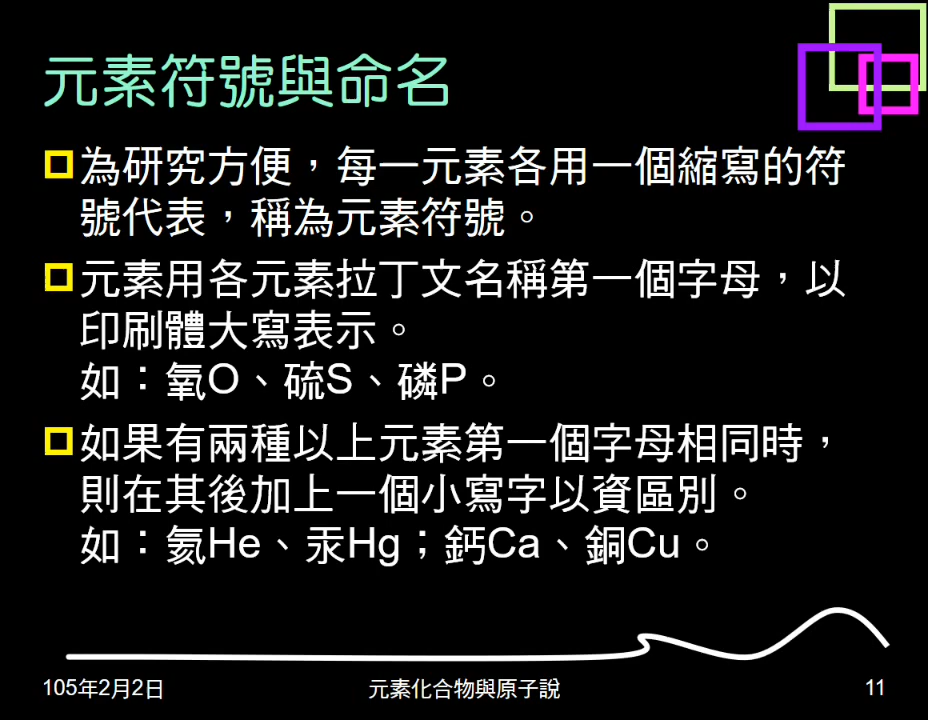 元素符號與命名
為研究方便，每一元素各用一個縮寫的符
號代表，稱為元素符號。
元素用各元素拉丁文名稱第一個字母，以
印刷體大寫表示。
如：氧O、硫S、磷P。
如果有兩種以上元素第一個字母相同時，
則在其後加上一個小寫字以資區別。
如：氦He、汞Hg；鈣Ca、銅Cu。
105年2月2日
元素化合物與原子說
11